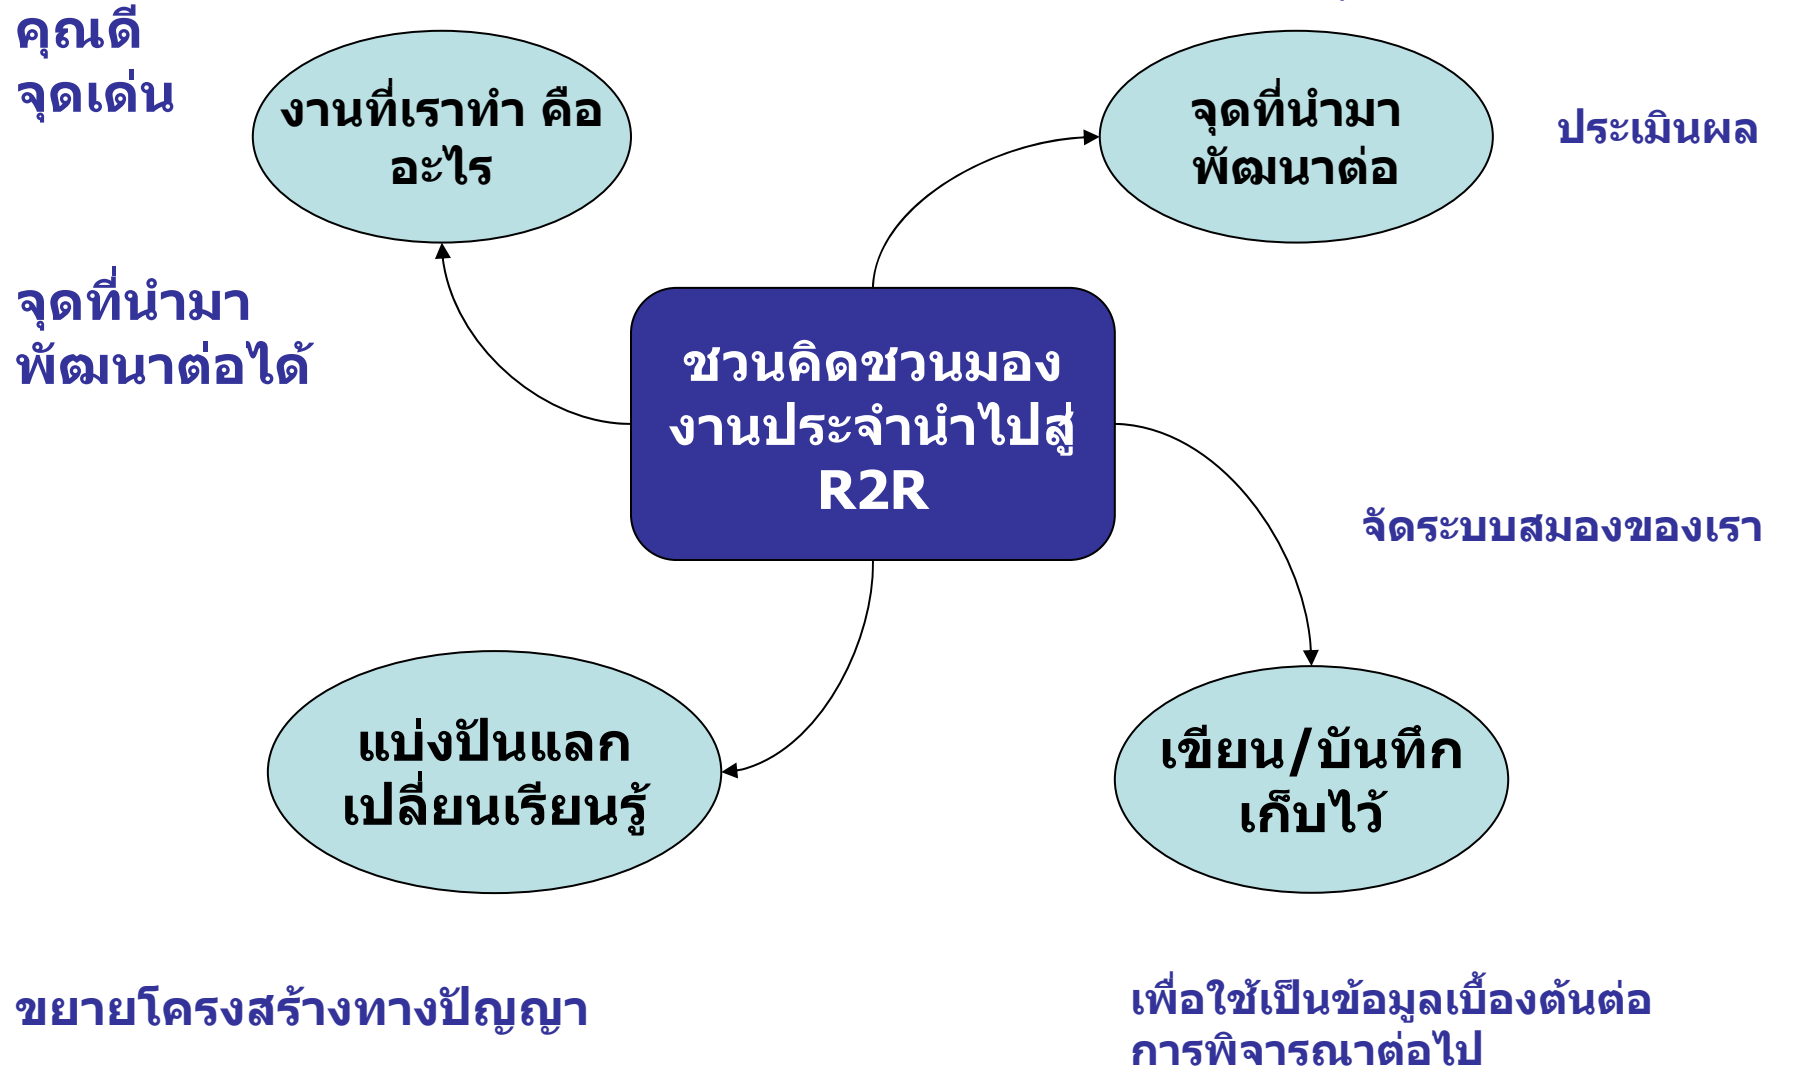 คุณดี
จุดเด่น
งานที่เราทำ คือ
อะไร
จุดที่นำมา
พัฒนาต่อ
ประเมินผล
จุดที่นำมา
พัฒนาต่อได้
ชวนคิดชวนมอง
งานประจำนำไปสู่
R2R
จัดระบบสมองของเรา
แบ่งปันแลก
เปลี่ยนเรียนรู้
เขียน/บันทึก
เก็บไว้
ขยายโครงสร้างทางปัญญา
เพื่อใช้เป็นข้อมูลเบื้องต้นต่อ
การพิจารณาต่อไป